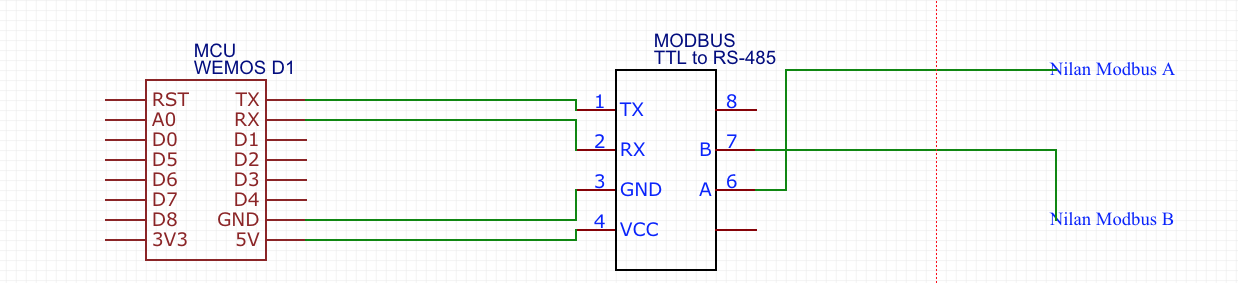 MCU
WEMOS D1
RST TX
A0 RX
D0 D1
D5 D2
D6 D3
D7 D4
D8 GND
3V3 5V
MODBUS
TTL to RS-485
1 TX 8
2 RX B 7
3 GND A 6
4 VCC
Nilan Modbus A
Nilan Modbus B